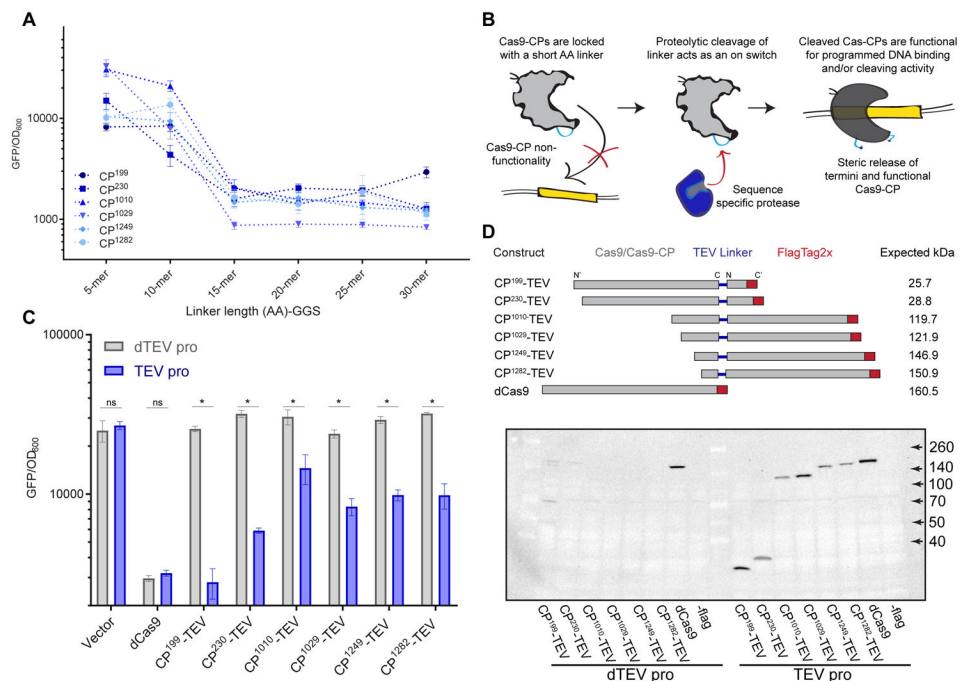 A
GFP/OD600
10000
1000
CP199
CP230
CP1010
CP1029
CP1249
CP1282
5-mer
10-mer
15-mer
20-mer
25-mer
30-mer
Linker length (AA)-GGS
B
Cas9-CPs are locked
with a short AA linker
Proteolytic cleavage of
linker acts as an on switch
Cleaved Cas-CPs are functional
for programmed DNA binding
and/or cleaving activity
Cas9-CP non-
functionality
Sequence
specific protease
Steric release of
termini and functional
Cas9-CP
C
GFP/OD600
100000
10000
dTEV pro
TEV pro
ns
ns
*
*
*
*
*
*
Vector
dCas9
CP199-TEV
CP230-TEV
CP1010-TEV
CP1029-TEV
CP1249-TEV
CP1282-TEV
D
Construct
Cas9/Cas9-CP
TEV Linker
FlagTag2x
Expected kDa
N'
C
N
C'
CP199-TEV
25.7
CP230-TEV
28.8
CP1010-TEV
119.7
CP1029-TEV
121.9
CP1249-TEV
146.9
CP1282-TEV
150.9
dCas9
160.5
260
140
100
70
50
40
CP199-TEV
CP230-TEV
CP1010-TEV
CP1029-TEV
CP1249-TEV
CP1282-TEV
dCas9
-flag
CP199-TEV
CP230-TEV
CP1010-TEV
CP1029-TEV
CP1249-TEV
CP1282-TEV
dCas9
-flag
dTEV pro
TEV pro